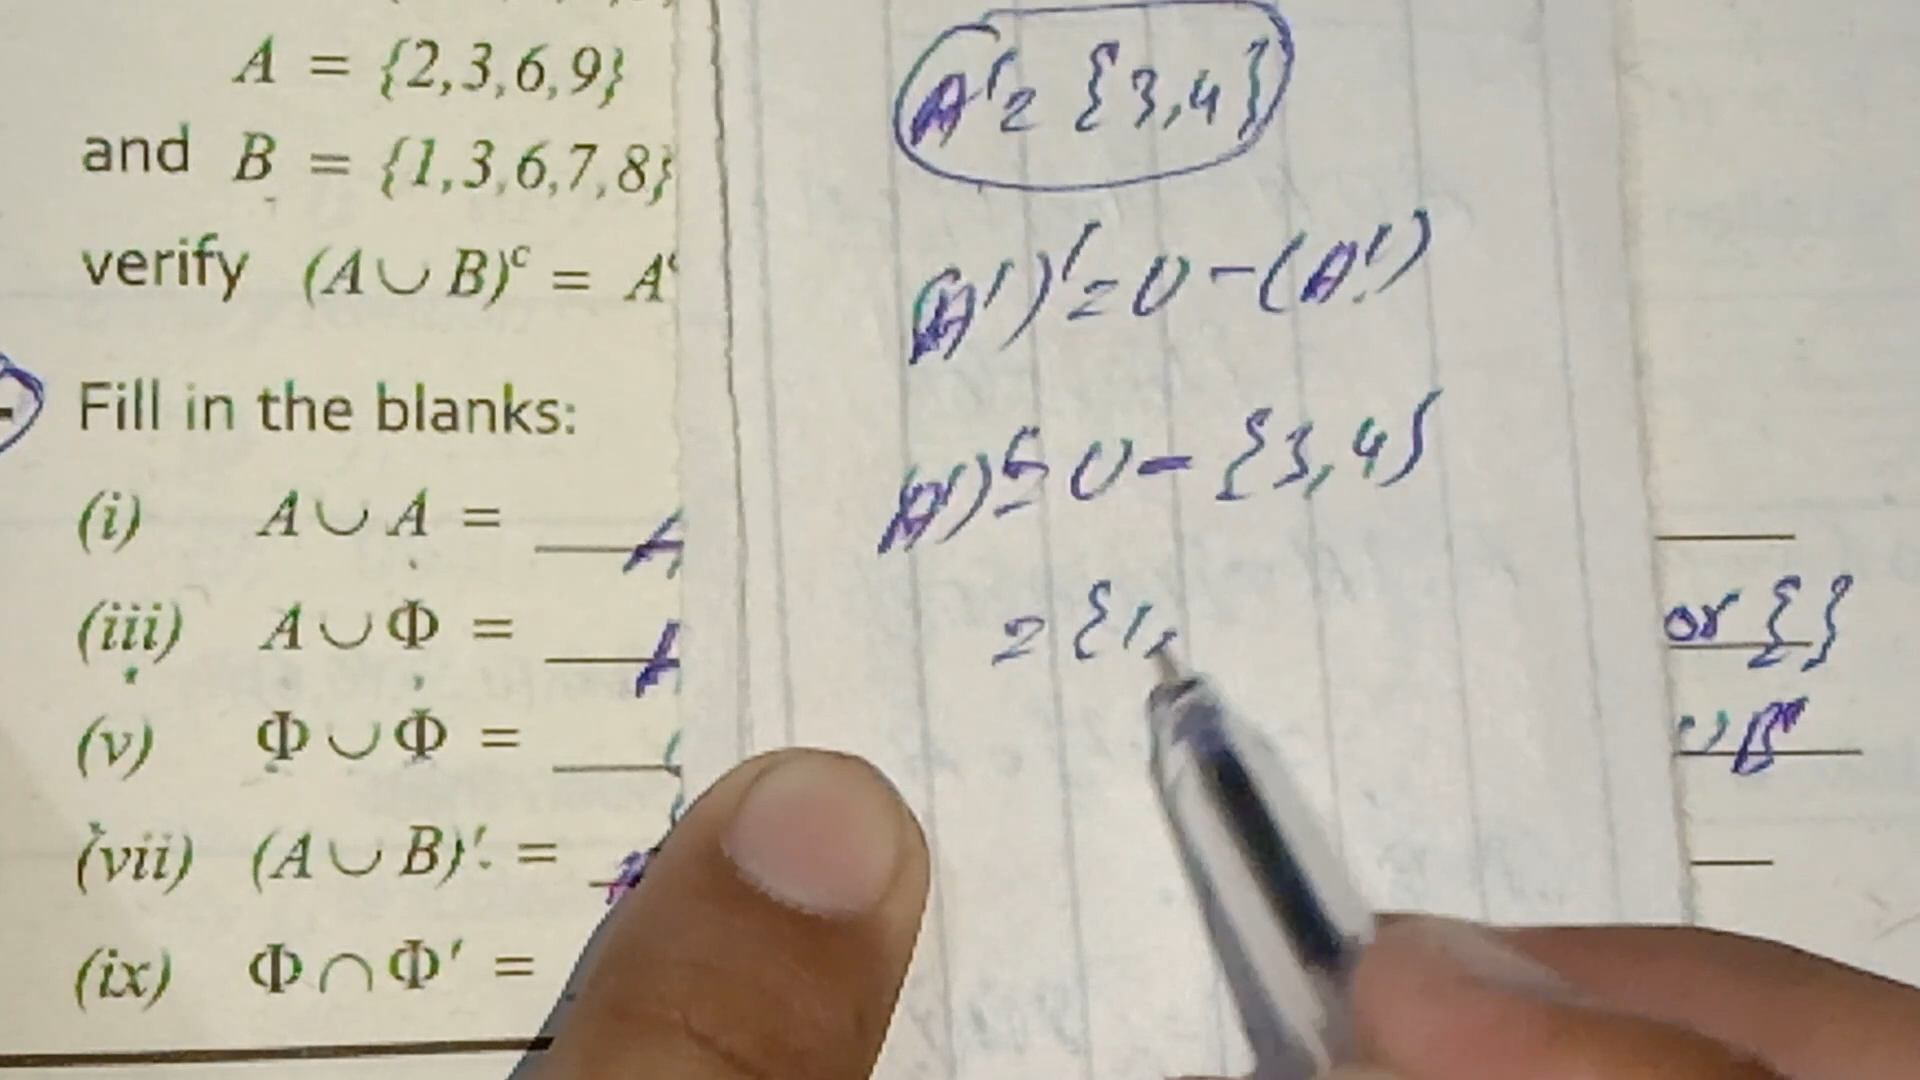 A = {2,3,6,9}
and B = {1,3,6,7,8}
verify (A ∪ B)ᶜ = Aᶜ
Fill in the blanks:
(i) A ∪ A = A
(iii) A ∪ Φ = A
or { }
(v) Φ ∪ Φ =
∪ B'
(vii) (A ∪ B)′ =
(ix) Φ ∩ Φ′ =
A' = {3,4}
(A')' = U - (A')
(A')' = U - {3,4}
= {1,